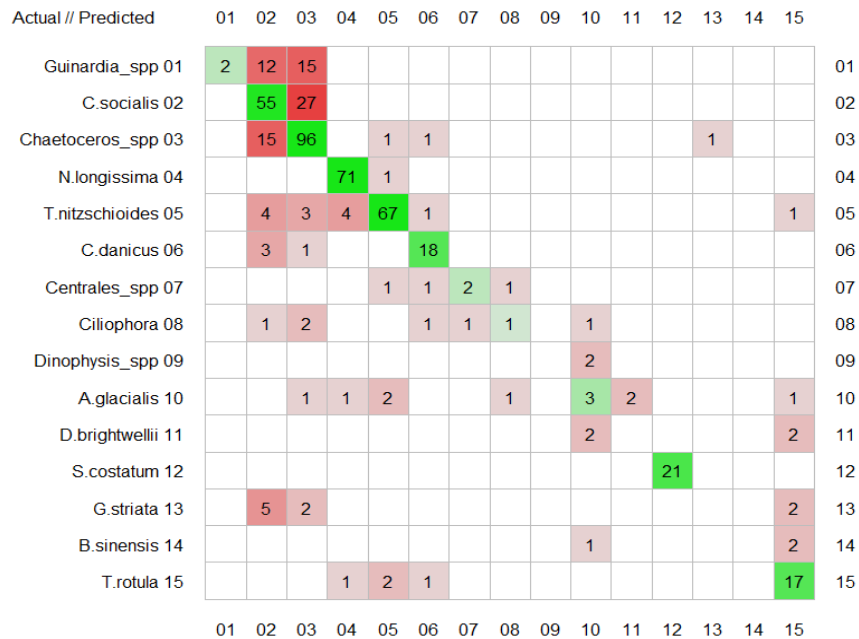 Actual // Predicted 01 02 03 04 05 06 07 08 09 10 11 12 13 14 15
Guinardia_spp 01 2 12 15 01
C.socialis 02 55 27 02
Chaetoceros_spp 03 15 96 1 1 1 03
N.longissima 04 71 1 04
T.nitzschioides 05 4 3 4 67 1 1 05
C.danicus 06 3 1 18 06
Centrales_spp 07 1 1 2 1 07
Ciliophora 08 1 2 1 1 1 1 08
Dinophysis_spp 09 2 09
A.glacialis 10 1 1 2 1 3 2 1 10
D.brightwellii 11 2 2 11
S.costatum 12 21 12
G.striata 13 5 2 2 13
B.sinensis 14 1 2 14
T.rotula 15 1 2 1 17 15
01 02 03 04 05 06 07 08 09 10 11 12 13 14 15